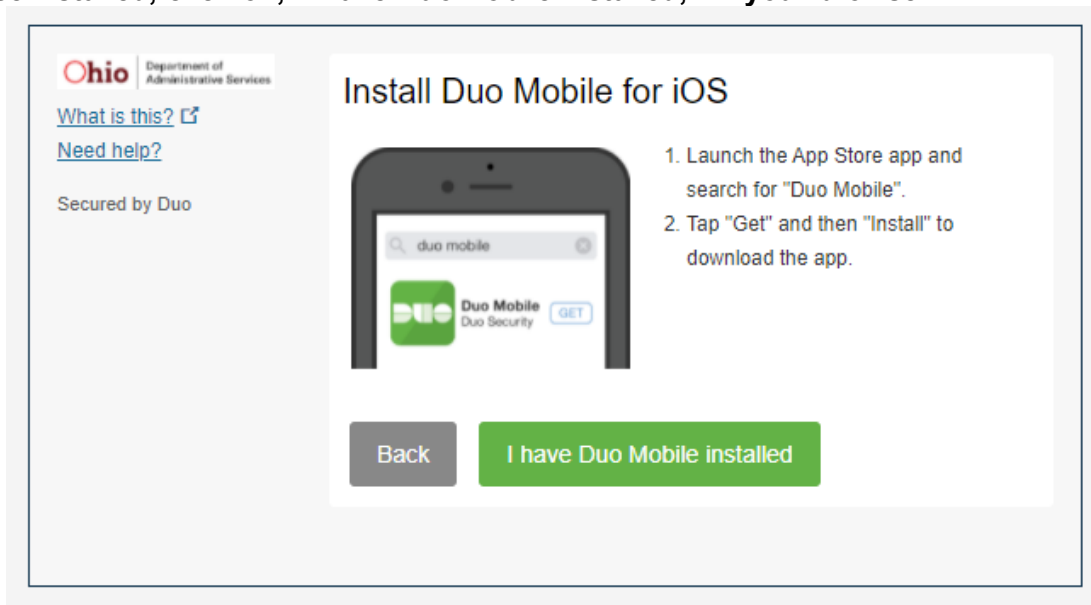 Ohio
Department of
Administrative Services
What is this?
Need help?
Secured by Duo
Install Duo Mobile for iOS
duo mobile
DUO
Duo Mobile
Duo Security
GET
1. Launch the App Store app and
search for "Duo Mobile".
2. Tap "Get" and then "Install" to
download the app.
Back
I have Duo Mobile installed